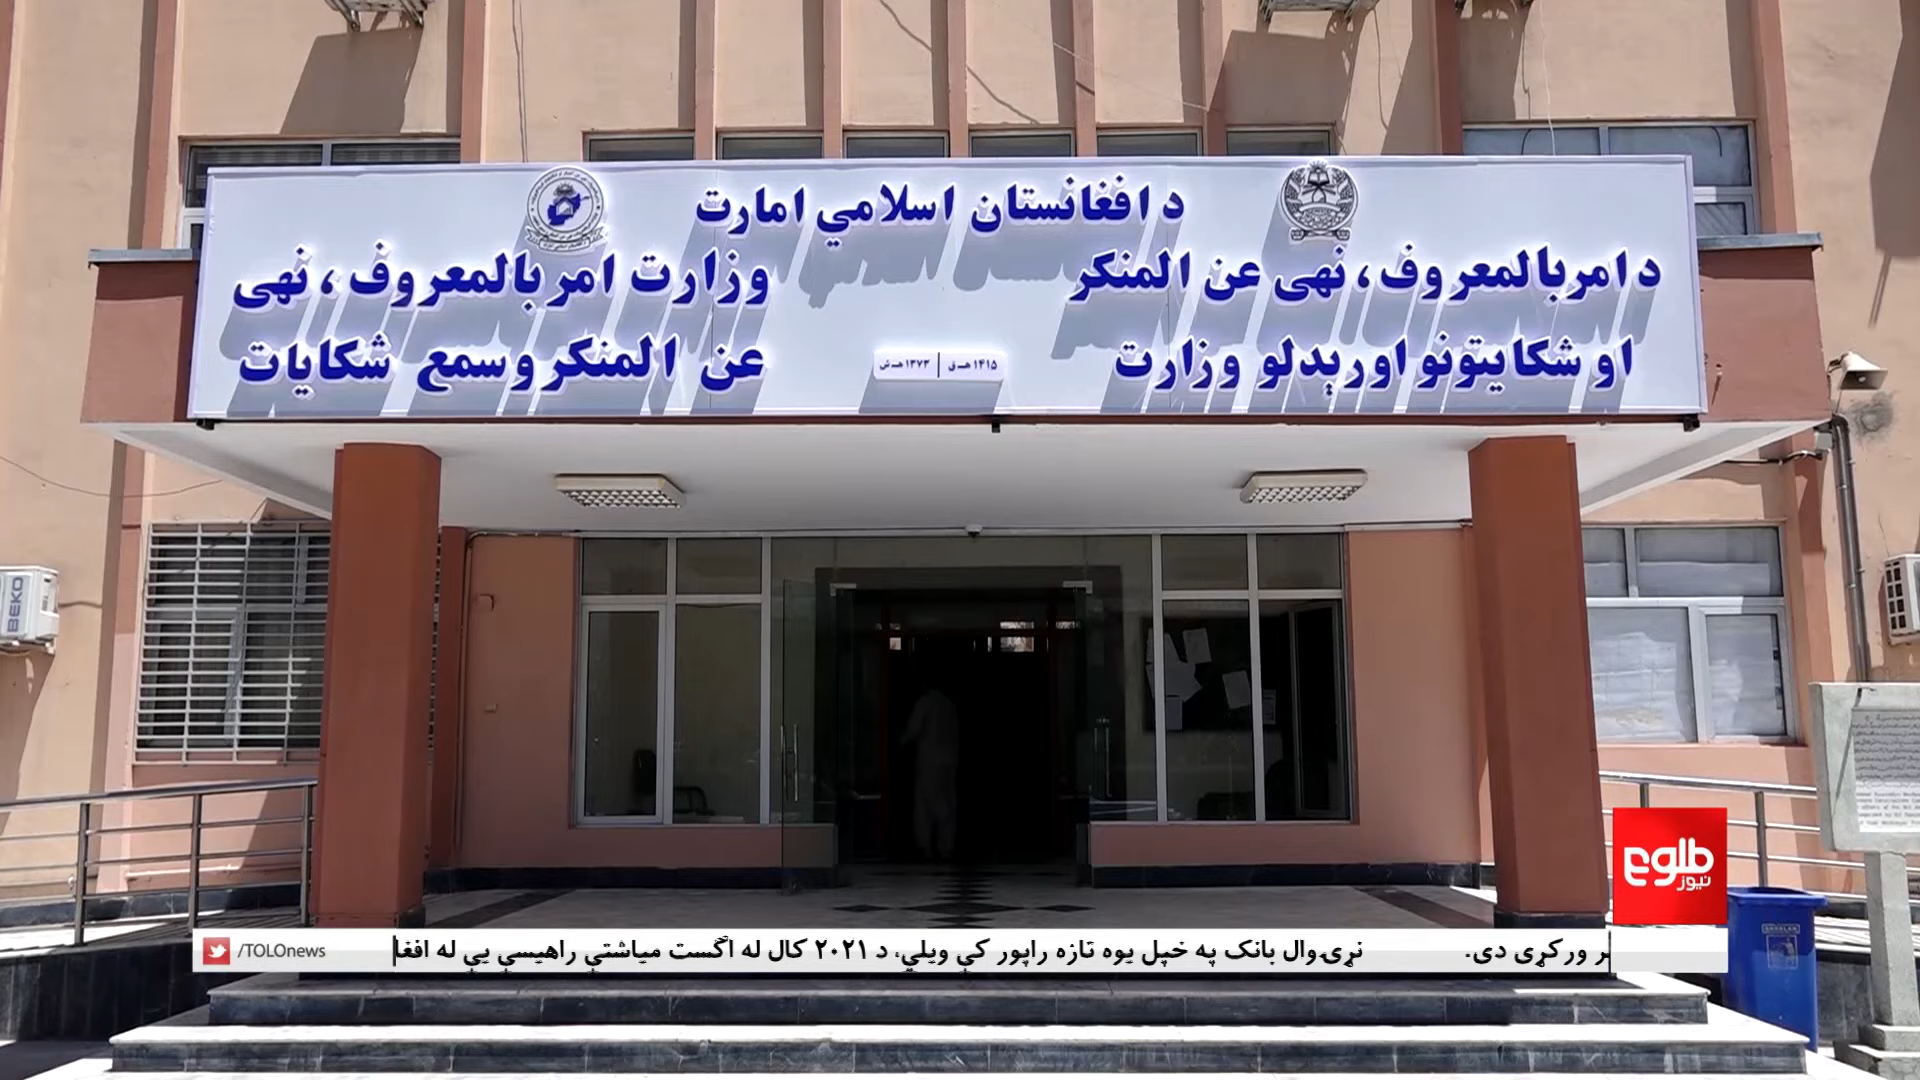 د افغانستان اسلامي امارت
د امر بالمعروف، نهی عن المنکر
او شکایتونو اورېدلو وزارت
وزارت امر بالمعروف، نهی
عن المنکر و سمع شکایات
۱۴۱۵ هـ ق | ۱۳۷۳ هـ ش
BEKO
طلوع
نیوز
/TOLOnews
ر ورکړی دی. نړۍوال بانک په خپل یوه تازه راپور کې ویلي، د ۲۰۲۱ کال له اگست میاشتې راهیسې یې له افغا